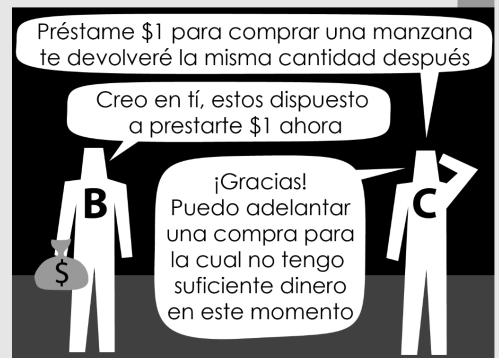 Préstame $1 para comprar una manzana
te devolveré la misma cantidad después
Creo en tí, estos dispuesto
a prestarte $1 ahora
B
C
¡Gracias!
Puedo adelantar
una compra para
la cual no tengo
suficiente dinero
en este momento
$